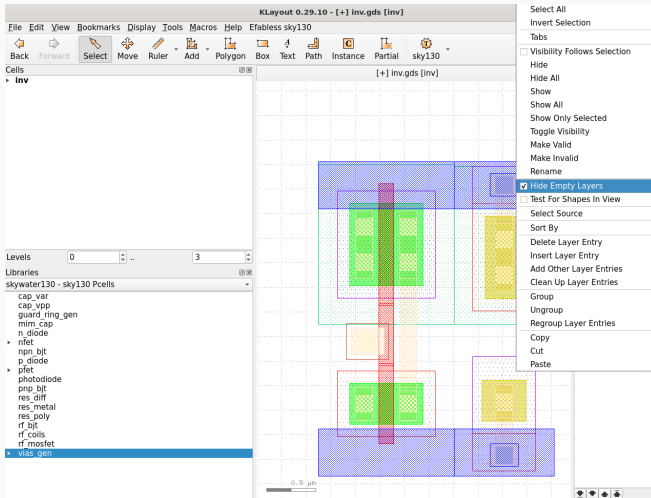 KLayout 0.29.10 - [+] inv.gds [inv]
File Edit View Bookmarks Display Tools Macros Help Efabless sky130
Back Forward Select Move Ruler Add Polygon Box Text Path Instance Partial sky130
Cells
inv
[+] inv.gds [inv]
Levels 0 .. 3
Libraries
skywater130 - sky130 Pcells
cap_var
cap_vpp
guard_ring_gen
mim_cap
n_diode
nfet
npn_bjt
p_diode
pfet
photodiode
pnp_bjt
res_diff
res_metal
res_poly
rf_bjt
rf_coils
rf_mosfet
vias_gen
0.5 µm
Select All
Invert Selection
Tabs
Visibility Follows Selection
Hide
Hide All
Show
Show All
Show Only Selected
Toggle Visibility
Make Valid
Make Invalid
Rename
Hide Empty Layers
Test For Shapes In View
Select Source
Sort By
Delete Layer Entry
Insert Layer Entry
Add Other Layer Entries
Clean Up Layer Entries
Group
Ungroup
Regroup Layer Entries
Copy
Cut
Paste